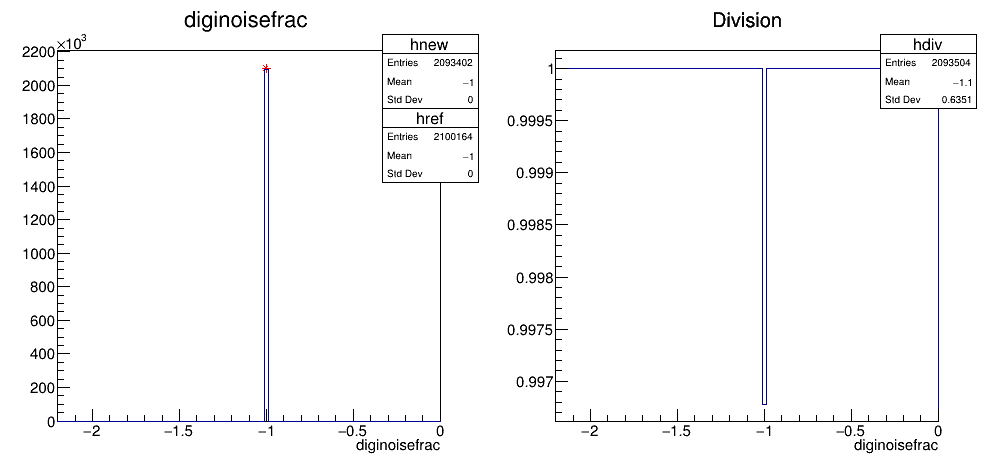 diginoisefrac
×10³
2200
2000
1800
1600
1400
1200
1000
800
600
400
200
0
−2
−1.5
−1
−0.5
0
diginoisefrac
hnew
Entries 2093402
Mean −1
Std Dev 0
href
Entries 2100164
Mean −1
Std Dev 0
Division
1
0.9995
0.999
0.9985
0.998
0.9975
0.997
−2
−1.5
−1
−0.5
0
diginoisefrac
hdiv
Entries 2093504
Mean −1.1
Std Dev 0.6351